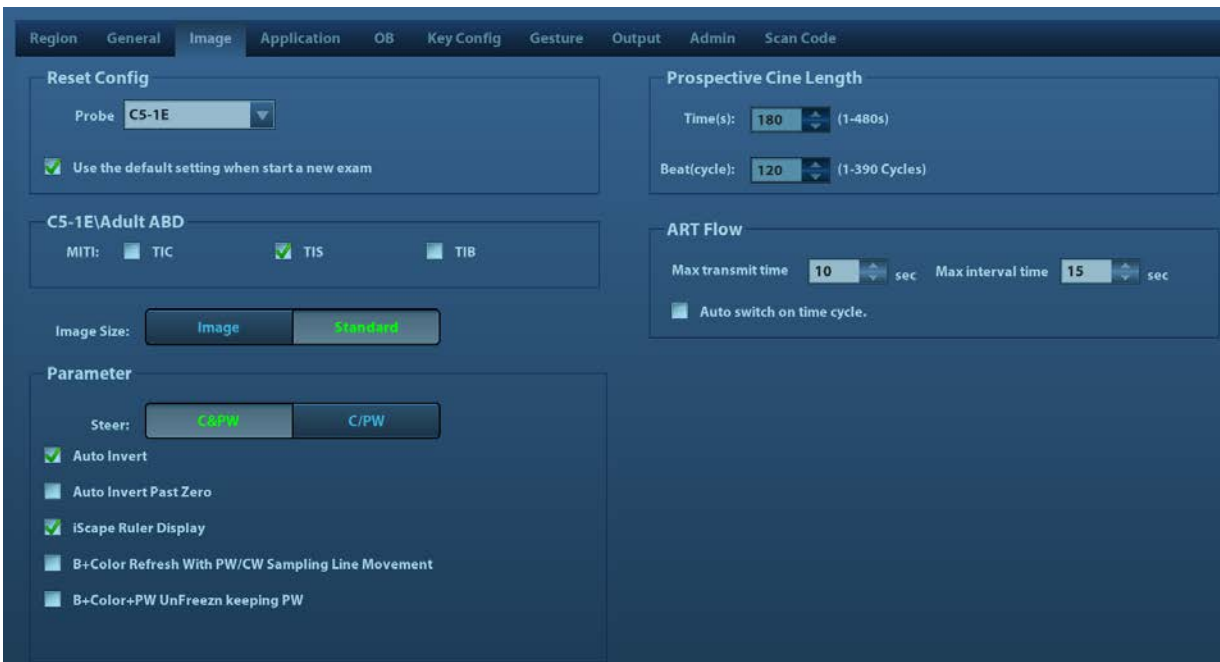 Region General Image Application OB Key Config Gesture Output Admin Scan Code
Reset Config
Probe C5-1E
Use the default setting when start a new exam
C5-1E\Adult ABD
MITI: TIC TIS TIB
Image Size: Image Standard
Parameter
Steer: C&PW C/PW
Auto Invert
Auto Invert Past Zero
iScape Ruler Display
B+Color Refresh With PW/CW Sampling Line Movement
B+Color+PW UnFreezn keeping PW
Prospective Cine Length
Time(s): 180 (1-480s)
Beat(cycle): 120 (1-390 Cycles)
ART Flow
Max transmit time 10 sec Max interval time 15 sec
Auto switch on time cycle.